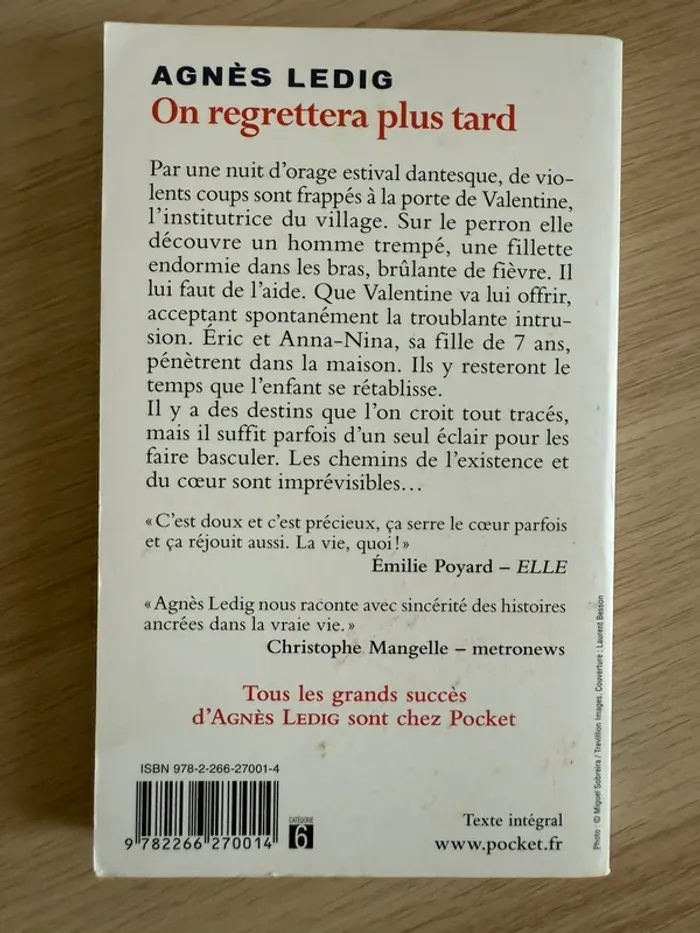 AGNÈS LEDIG
On regrettera plus tard
Par une nuit d'orage estival dantesque, de vio-
lents coups sont frappés à la porte de Valentine,
l'institutrice du village. Sur le perron elle
découvre un homme trempé, une fillette
endormie dans les bras, brûlante de fièvre. Il
lui faut de l'aide. Que Valentine va lui offrir,
acceptant spontanément la troublante intru-
sion. Éric et Anna-Nina, sa fille de 7 ans,
pénètrent dans la maison. Ils y resteront le
temps que l'enfant se rétablisse.
Il y a des destins que l'on croit tout tracés,
mais il suffit parfois d'un seul éclair pour les
faire basculer. Les chemins de l'existence et
du cœur sont imprévisibles…
« C'est doux et c'est précieux, ça serre le cœur parfois
et ça réjouit aussi. La vie, quoi ! »
Émilie Poyard – ELLE
« Agnès Ledig nous raconte avec sincérité des histoires
ancrées dans la vraie vie. »
Christophe Mangelle – metronews
Tous les grands succès
d'AGNÈS LEDIG sont chez Pocket
ISBN 978-2-266-27001-4
9 782266 270014
CATÉGORIE
6
Texte intégral
www.pocket.fr
Photo : © Miguel Sobreira / Trevillion Images, Couverture : Laurent Besson